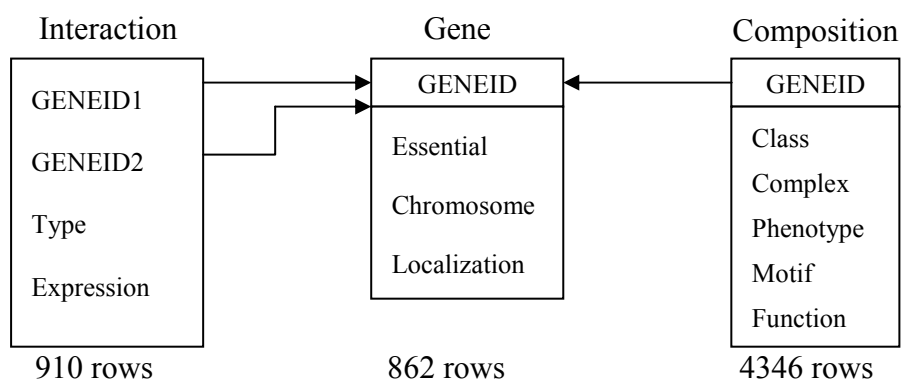 Interaction
GENEID1
GENEID2
Type
Expression
910 rows
Gene
GENEID
Essential
Chromosome
Localization
862 rows
Composition
GENEID
Class
Complex
Phenotype
Motif
Function
4346 rows